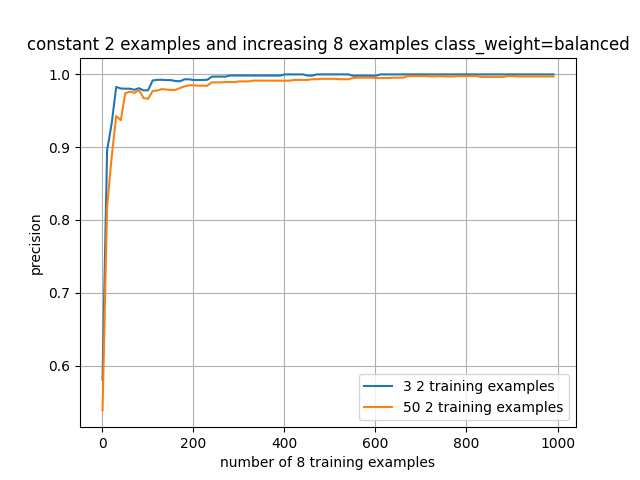 constant 2 examples and increasing 8 examples class_weight=balanced
1.0
0.9
0.8
0.7
0.6
precision
0
200
400
600
800
1000
number of 8 training examples
3 2 training examples
50 2 training examples